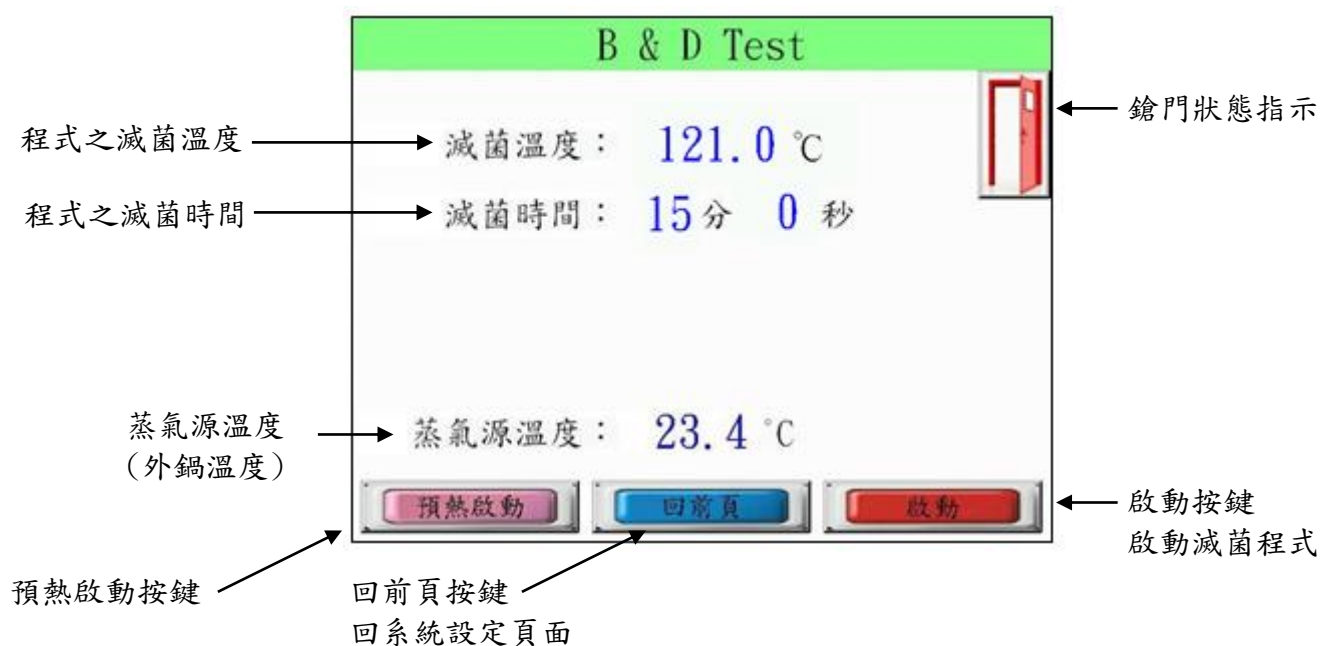 B & D Test
鎗門狀態指示
程式之滅菌溫度
滅菌溫度： 121.0 ℃
程式之滅菌時間
滅菌時間： 15分 0 秒
蒸氣源溫度
（外鍋溫度）
蒸氣源溫度： 23.4 °C
預熱啟動
回前頁
啟動
啟動按鍵
啟動滅菌程式
預熱啟動按鍵
回前頁按鍵
回系統設定頁面